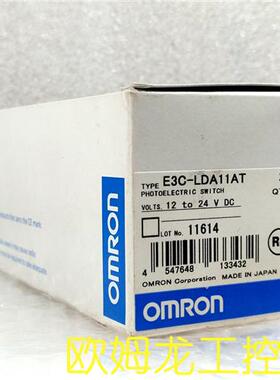 TYPE E3C-LDA11AT
PHOTOELECTRIC SWITCH
VOLTS. 12 to 24 V DC
LOT No. 11614
4 547648 133432
OMRON Corporation MADE IN JAPAN
OMRON
欧姆龙工控